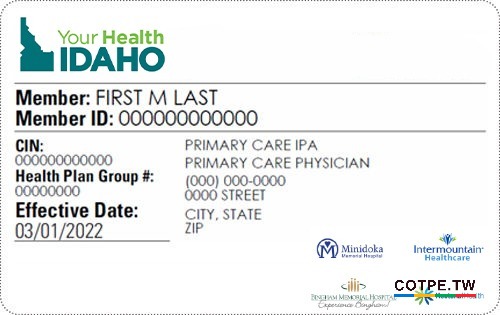 Your Health
IDAHO
Member: FIRST M LAST
Member ID: 000000000000
CIN:
000000000000
Health Plan Group #:
00000000
Effective Date:
03/01/2022
PRIMARY CARE IPA
PRIMARY CARE PHYSICIAN
(000) 000-0000
0000 STREET
CITY, STATE
ZIP
Minidoka
Memorial Hospital
Intermountain
Healthcare
BINGHAM MEMORIAL HOSPITAL
Experience Bingham!
COTPE.TW